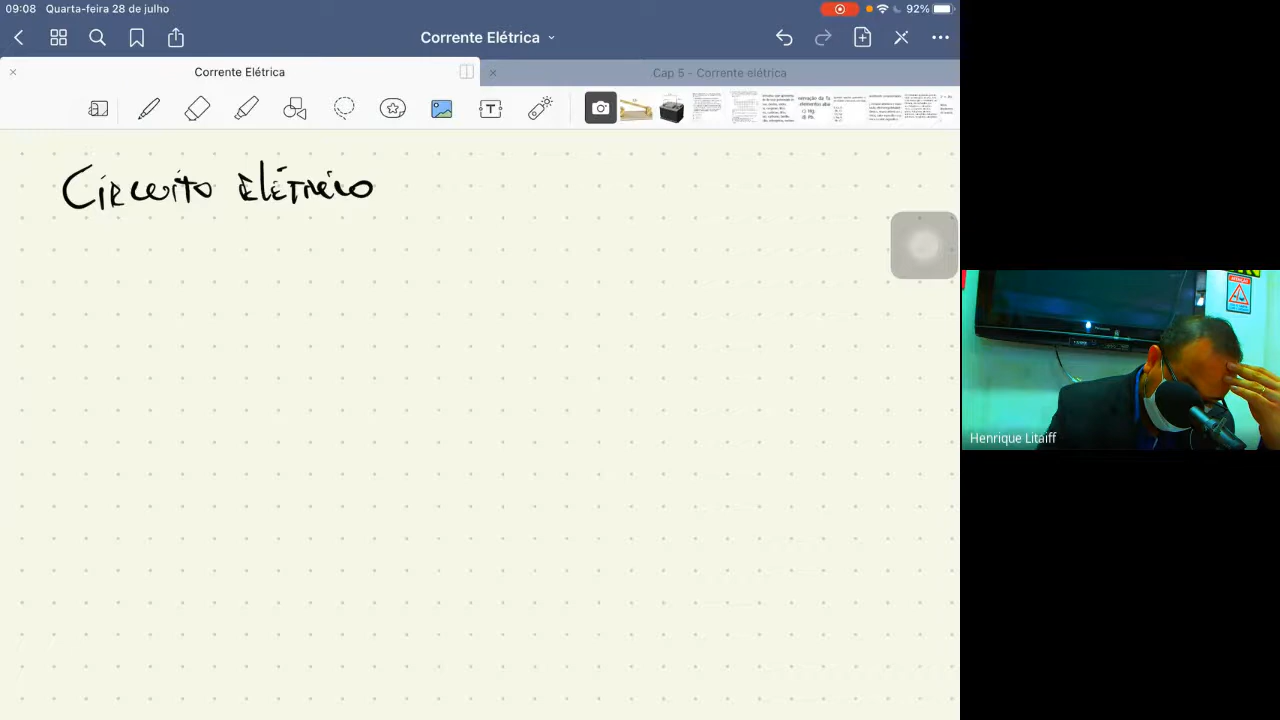 09:08 Quarta-feira 28 de julho
92%
Corrente Elétrica
Corrente Elétrica
Cap 5 - Corrente elétrica
Circuito Elétrico
Henrique Litaiff